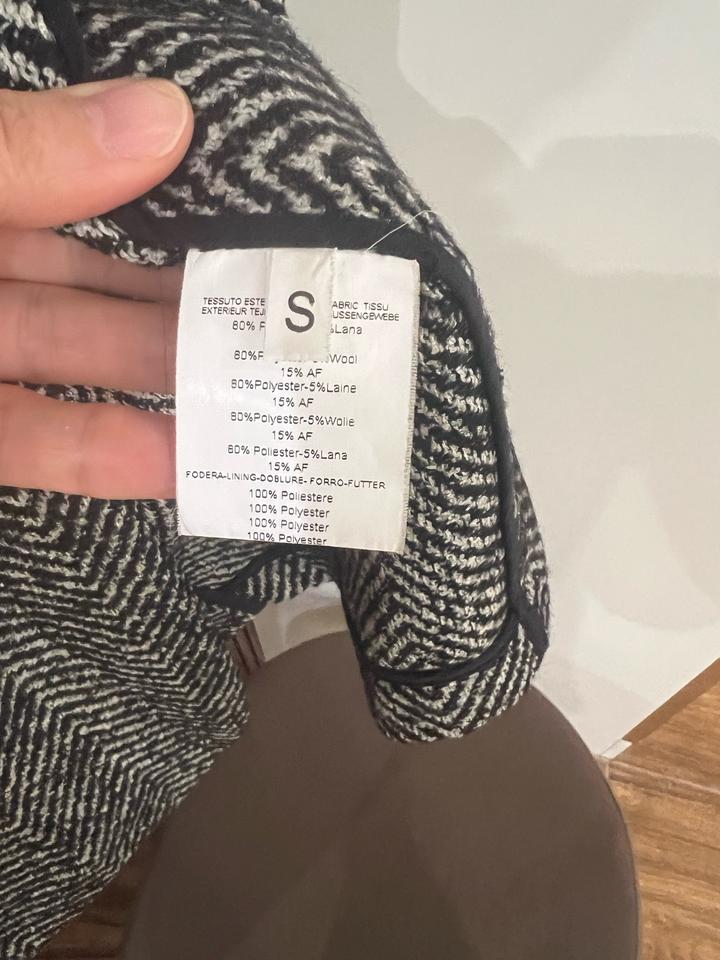 S
TESSUTO ABRIC TISSU
EXTERIEUR USSENGEWEBE
80% Lana
80% Wool
15% AF
80%Polyester-5%Laine
15% AF
80%Polyester-5%Wolle
15% AF
80% Poliester-5%Lana
15% AF
FODERA-LINING-DOBLURE- FORRO-FUTTER
100% Poliestere
100% Polyester
100% Polyester
100% Polyester